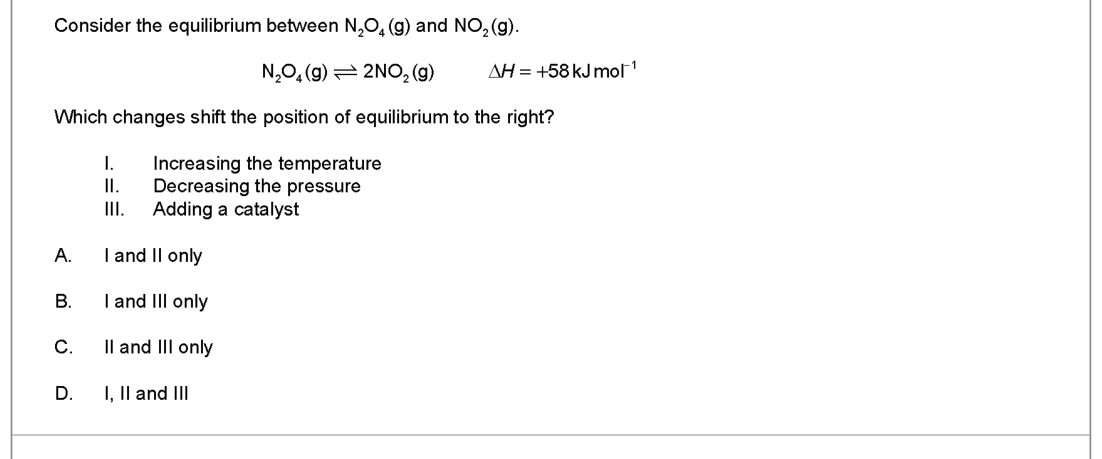 Consider the equilibrium between N₂O₄ (g) and NO₂ (g).
N₂O₄ (g) ⇌ 2NO₂ (g) ΔH = +58 kJ mol⁻¹
Which changes shift the position of equilibrium to the right?
I. Increasing the temperature
II. Decreasing the pressure
III. Adding a catalyst
A. I and II only
B. I and III only
C. II and III only
D. I, II and III